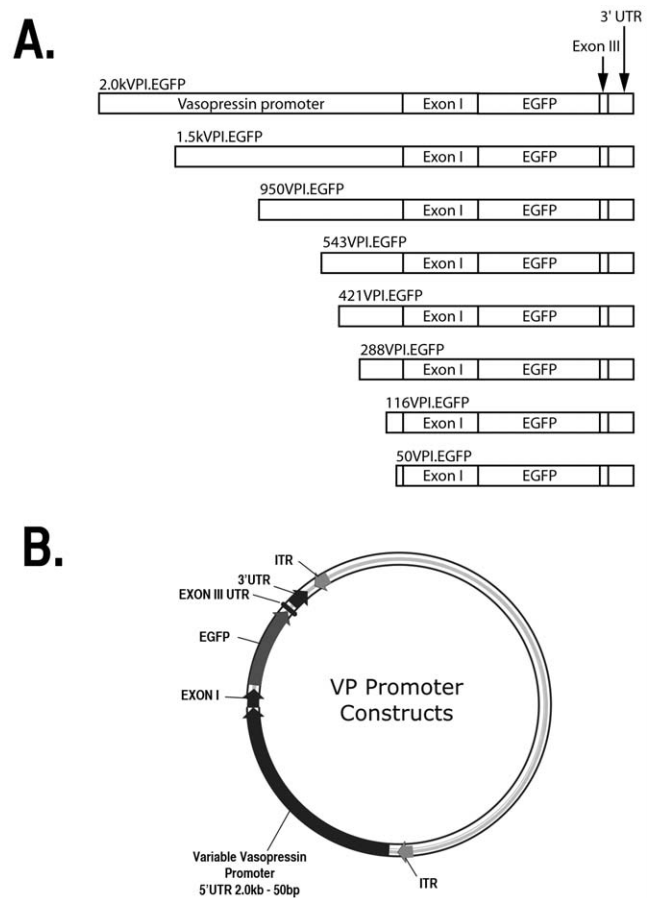 A.
3' UTR
Exon III
2.0kVPI.EGFP
Vasopressin promoter Exon I EGFP
1.5kVPI.EGFP
Exon I EGFP
950VPI.EGFP
Exon I EGFP
543VPI.EGFP
Exon I EGFP
421VPI.EGFP
Exon I EGFP
288VPI.EGFP
Exon I EGFP
116VPI.EGFP
Exon I EGFP
50VPI.EGFP
Exon I EGFP
B.
ITR
3'UTR
EXON III UTR
EGFP
EXON I
VP Promoter
Constructs
Variable Vasopressin
Promoter
5'UTR 2.0kb - 50bp
ITR